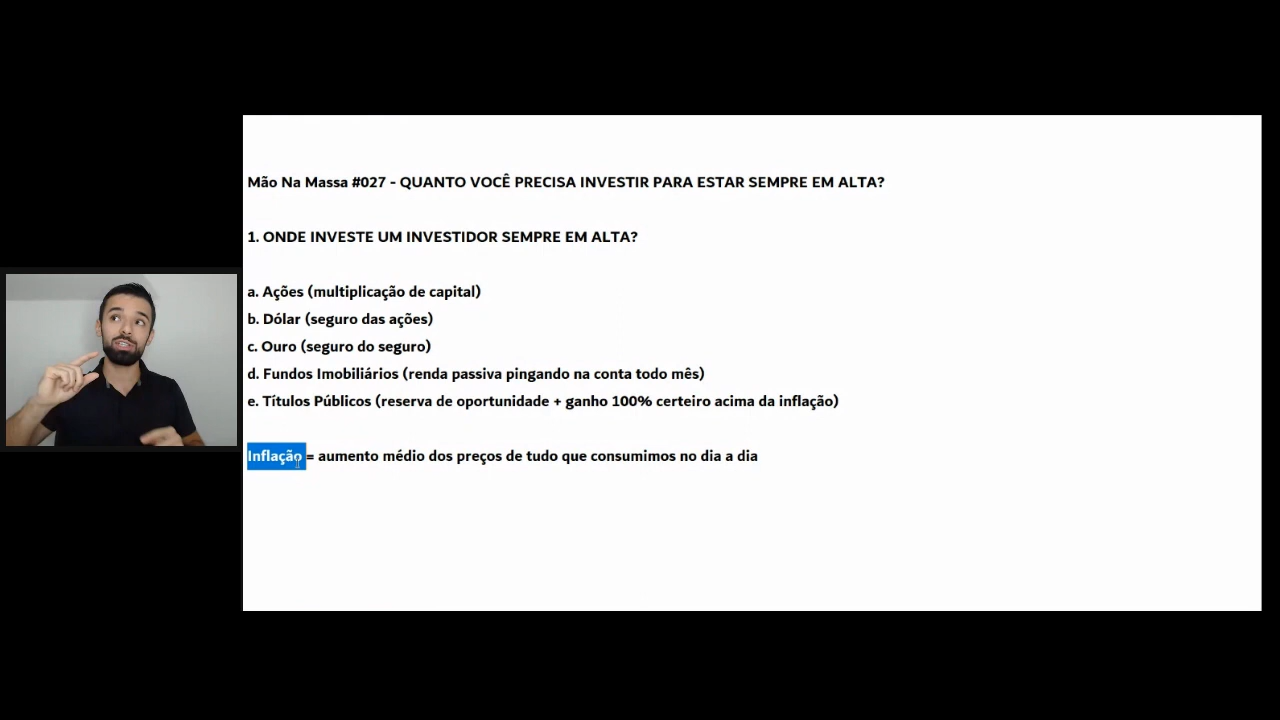 Mão Na Massa #027 - QUANTO VOCÊ PRECISA INVESTIR PARA ESTAR SEMPRE EM ALTA?
1. ONDE INVESTE UM INVESTIDOR SEMPRE EM ALTA?
a. Ações (multiplicação de capital)
b. Dólar (seguro das ações)
c. Ouro (seguro do seguro)
d. Fundos Imobiliários (renda passiva pingando na conta todo mês)
e. Títulos Públicos (reserva de oportunidade + ganho 100% certeiro acima da inflação)
Inflação = aumento médio dos preços de tudo que consumimos no dia a dia